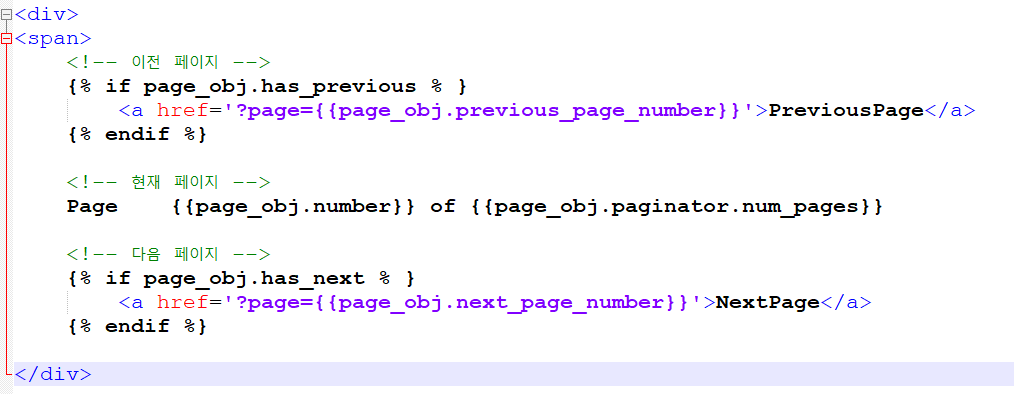 <div>
<span>
    <!-- 이전 페이지 -->
    {% if page_obj.has_previous % }
        <a href='?page={{page_obj.previous_page_number}}'>PreviousPage</a>
    {% endif %}

    <!-- 현재 페이지 -->
    Page    {{page_obj.number}} of {{page_obj.paginator.num_pages}}

    <!-- 다음 페이지 -->
    {% if page_obj.has_next % }
        <a href='?page={{page_obj.next_page_number}}'>NextPage</a>
    {% endif %}

</div>